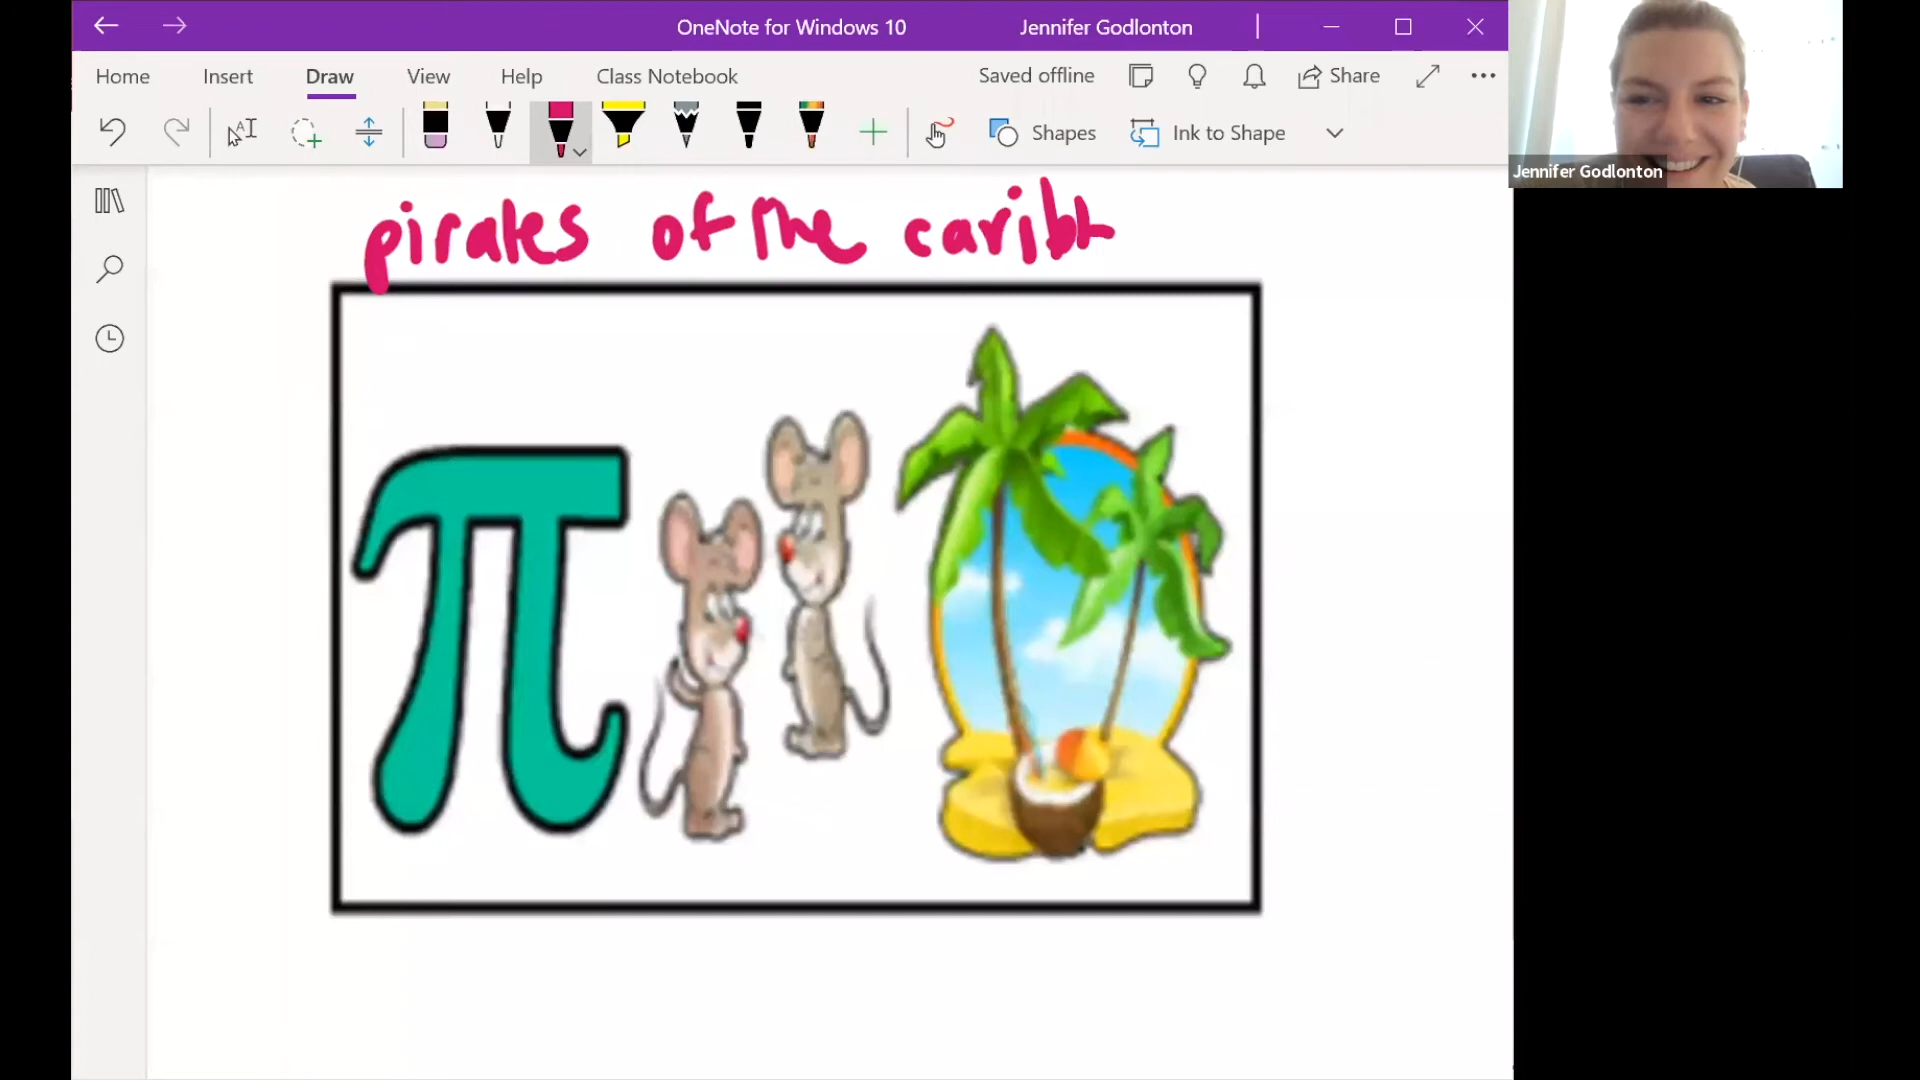 OneNote for Windows 10 Jennifer Godlonton
Home Insert Draw View Help Class Notebook Saved offline Share
Shapes Ink to Shape
Jennifer Godlonton
pirates of the caribb
π